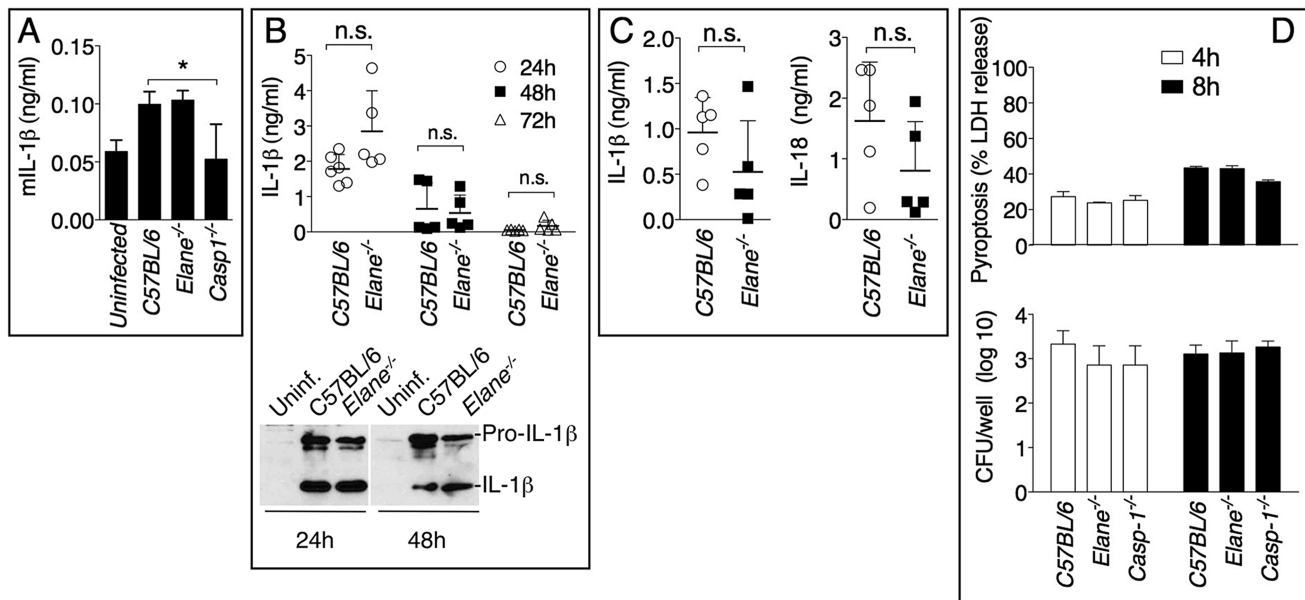 A
mIL-1β (ng/ml)
0.15
0.10
0.05
0.00
*
Uninfected
C57BL/6
Elane-/-
Casp1-/-
B
n.s.
IL-1β (ng/ml)
5
4
3
2
1
0
24h
48h
72h
n.s.
n.s.
C57BL/6
Elane-/-
C57BL/6
Elane-/-
C57BL/6
Elane-/-
Uninf.
C57BL/6
Elane-/-
Uninf.
C57BL/6
Elane-/-
-Pro-IL-1β
-IL-1β
24h
48h
C
n.s.
IL-1β (ng/ml)
2.0
1.5
1.0
0.5
0.0
C57BL/6
Elane-/-
n.s.
IL-18 (ng/ml)
3
2
1
0
C57BL/6
Elane-/-
D
4h
8h
Pyroptosis (% LDH release)
100
80
60
40
20
0
CFU/well (log 10)
4
3
2
1
0
C57BL/6
Elane-/-
Casp-1-/-
C57BL/6
Elane-/-
Casp-1-/-